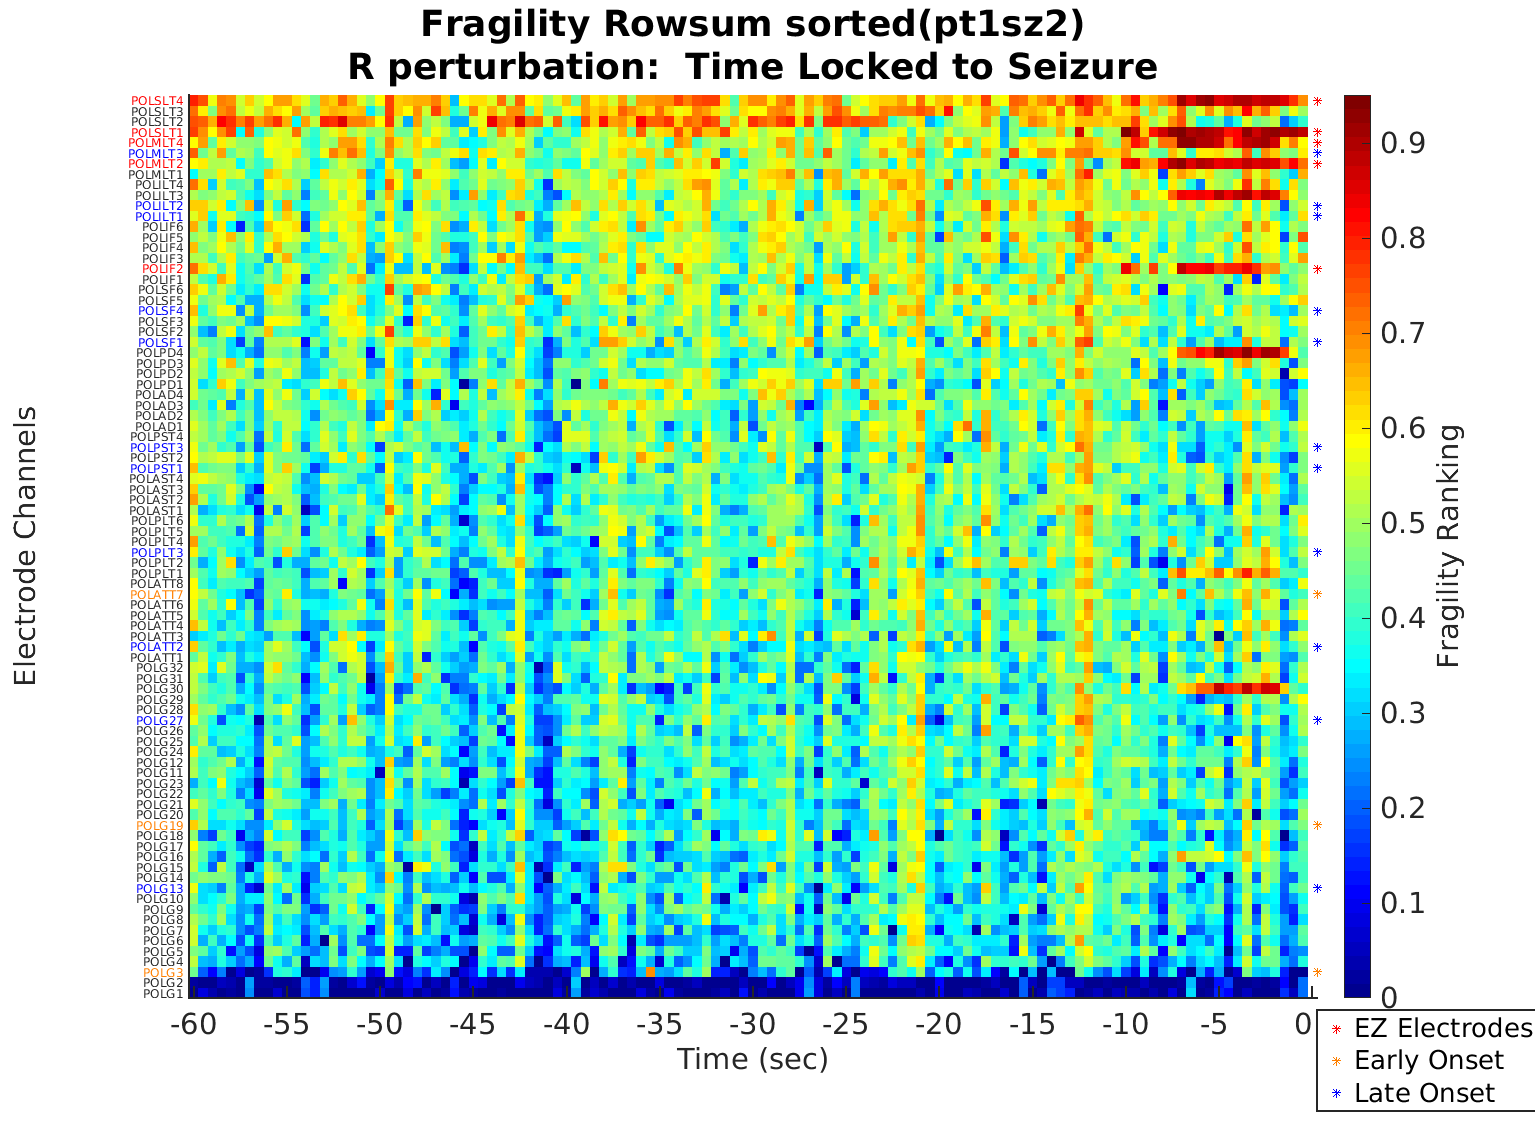 Fragility Rowsum sorted(pt1sz2)
R perturbation:  Time Locked to Seizure
Electrode Channels
POLSLT4
POLSLT3
POLSLT2
POLSLT1
POLMLT4
POLMLT3
POLMLT2
POLMLT1
POLILT4
POLILT3
POLILT2
POLILT1
POLIF6
POLIF5
POLIF4
POLIF3
POLIF2
POLIF1
POLSF6
POLSF5
POLSF4
POLSF3
POLSF2
POLSF1
POLPD4
POLPD3
POLPD2
POLPD1
POLAD4
POLAD3
POLAD2
POLAD1
POLPST4
POLPST3
POLPST2
POLPST1
POLAST4
POLAST3
POLAST2
POLAST1
POLPLT6
POLPLT5
POLPLT4
POLPLT3
POLPLT2
POLPLT1
POLATT8
POLATT7
POLATT6
POLATT5
POLATT4
POLATT3
POLATT2
POLATT1
POLG32
POLG31
POLG30
POLG29
POLG28
POLG27
POLG26
POLG25
POLG24
POLG12
POLG11
POLG23
POLG22
POLG21
POLG20
POLG19
POLG18
POLG17
POLG16
POLG15
POLG14
POLG13
POLG10
POLG9
POLG8
POLG7
POLG6
POLG5
POLG4
POLG3
POLG2
POLG1
-60 -55 -50 -45 -40 -35 -30 -25 -20 -15 -10 -5 0
Time (sec)
0.9
0.8
0.7
0.6
0.5
0.4
0.3
0.2
0.1
0
Fragility Ranking
EZ Electrodes
Early Onset
Late Onset